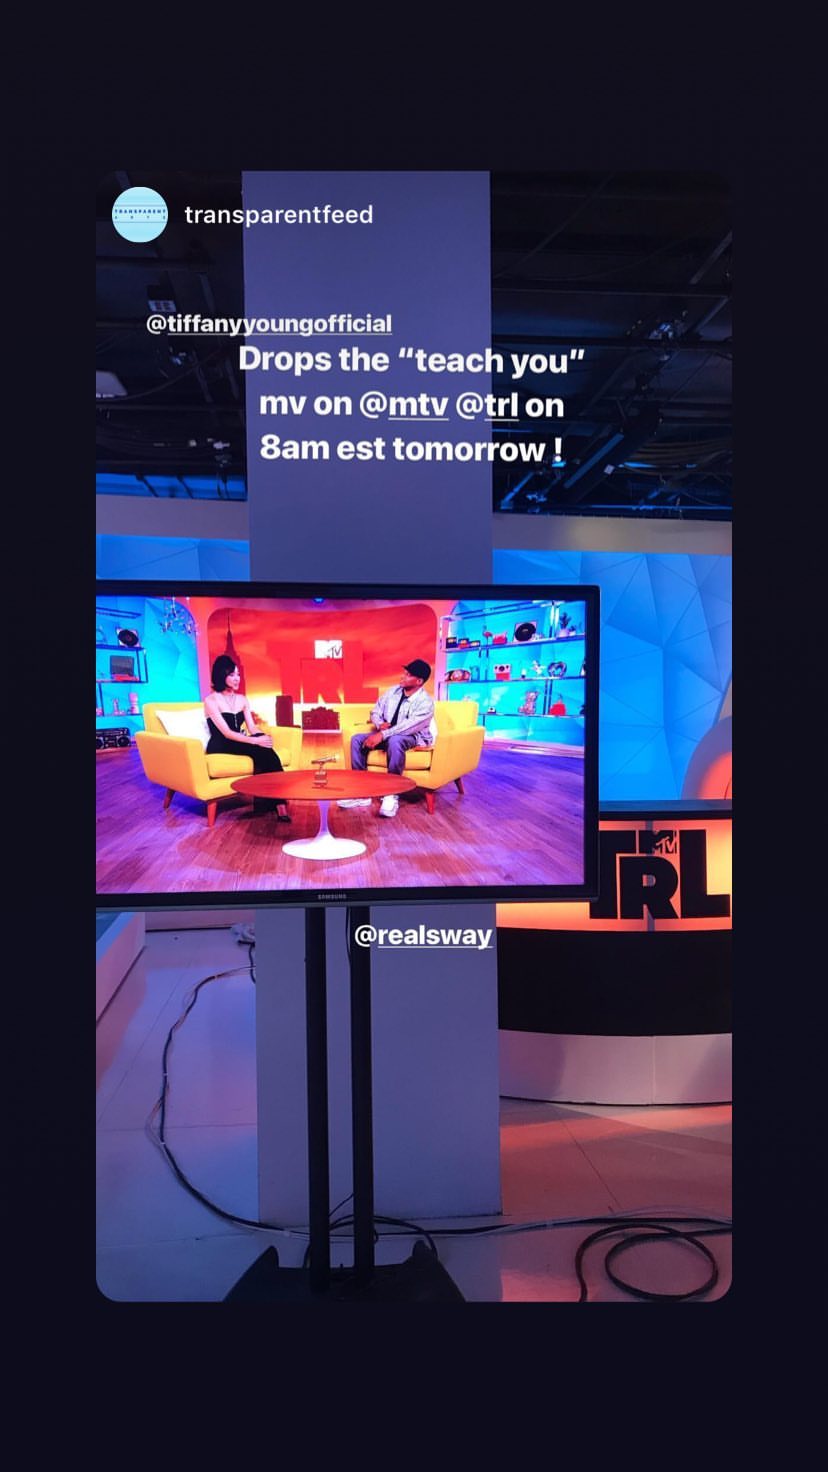 TRANSPARENT
ARTS
transparentfeed
@tiffanyyoungofficial
Drops the “teach you”
mv on @mtv @trl on
8am est tomorrow !
MTV
TRL
SAMSUNG
MTV
TRL
@realsway